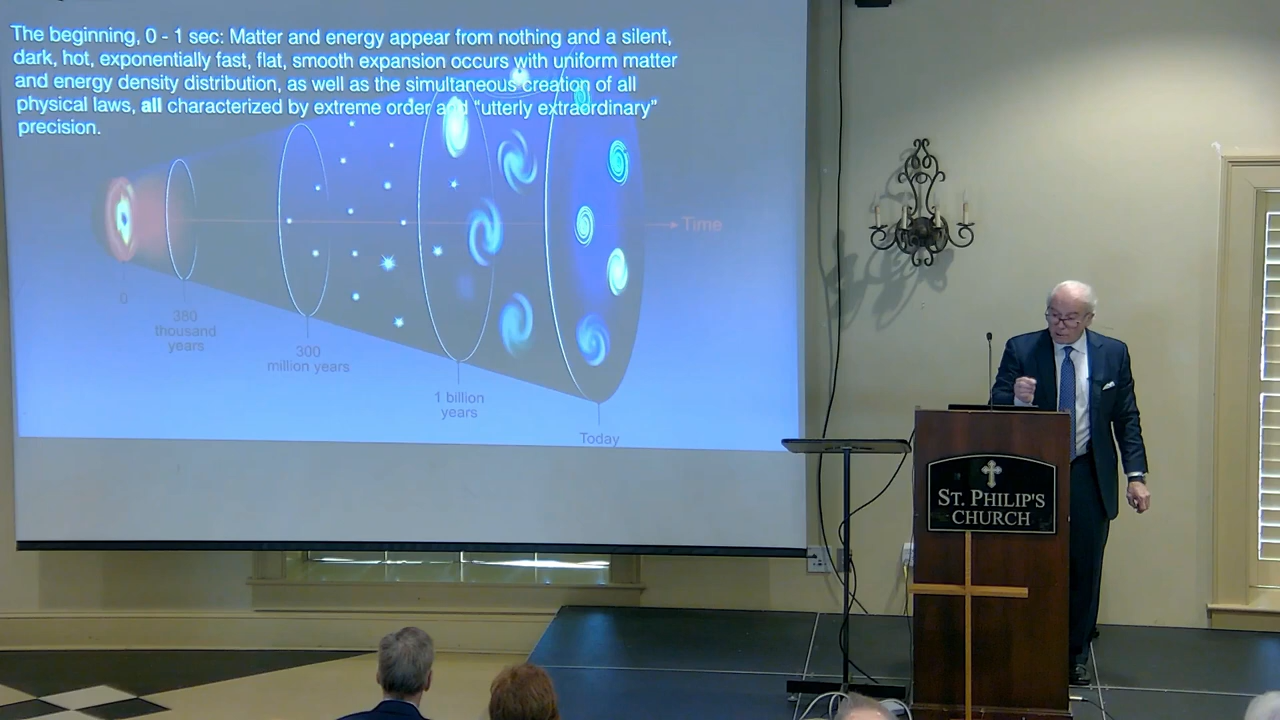 The beginning, 0 - 1 sec: Matter and energy appear from nothing and a silent,
dark, hot, exponentially fast, flat, smooth expansion occurs with uniform matter
and energy density distribution, as well as the simultaneous creation of all
physical laws, all characterized by extreme order and "utterly extraordinary"
precision.
Time
0
380
thousand
years
300
million years
1 billion
years
Today
ST. PHILIP'S
CHURCH